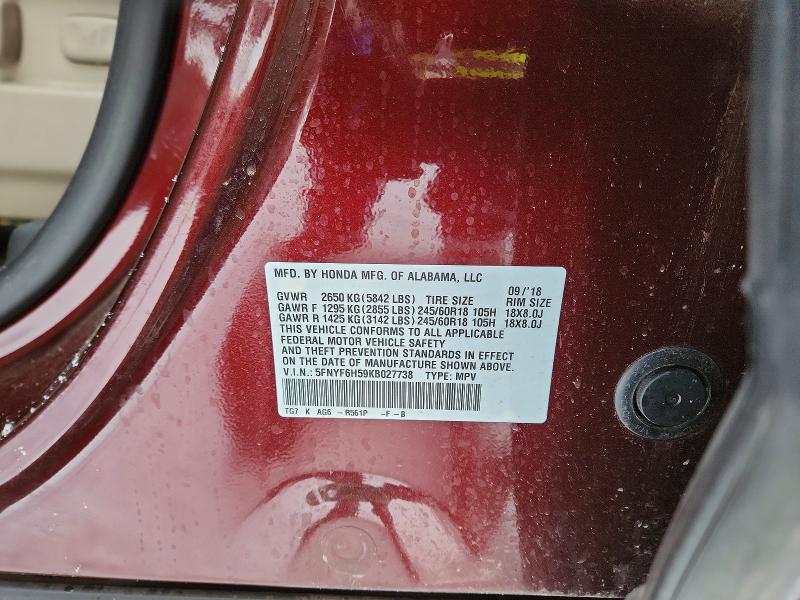 MFD. BY HONDA MFG. OF ALABAMA, LLC
09/'18
GVWR 2650 KG (5842 LBS) TIRE SIZE RIM SIZE
GAWR F 1295 KG (2855 LBS) 245/60R18 105H 18X8.0J
GAWR R 1425 KG (3142 LBS) 245/60R18 105H 18X8.0J
THIS VEHICLE CONFORMS TO ALL APPLICABLE
FEDERAL MOTOR VEHICLE SAFETY
AND THEFT PREVENTION STANDARDS IN EFFECT
ON THE DATE OF MANUFACTURE SHOWN ABOVE.
V.I.N.: 5FNYF6H59KB027738 TYPE: MPV
TG7 K AG6 -R561P -F-B